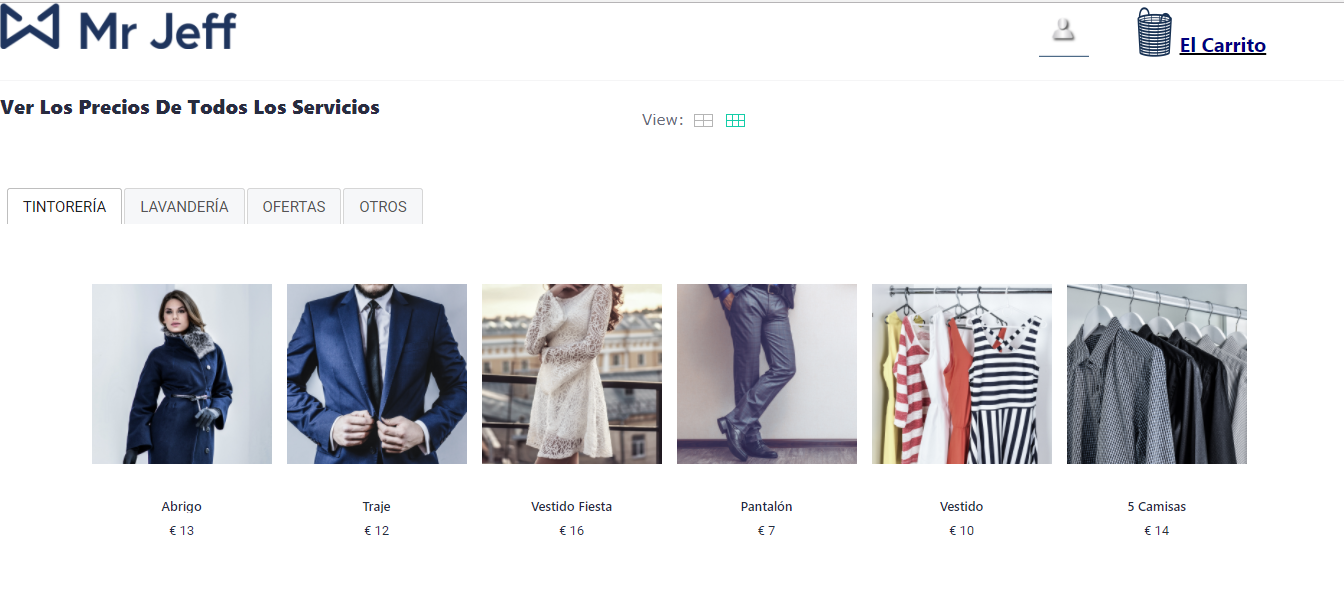 Mr Jeff
El Carrito
Ver Los Precios De Todos Los Servicios
View:
TINTORERÍA LAVANDERÍA OFERTAS OTROS
Abrigo Traje Vestido Fiesta Pantalón Vestido 5 Camisas
€ 13 € 12 € 16 € 7 € 10 € 14